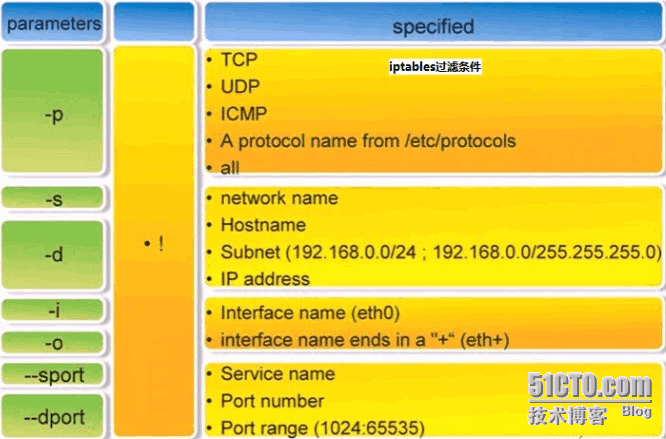 parameters
specified
-p
• !
• TCP
iptables过滤条件
• UDP
• ICMP
• A protocol name from /etc/protocols
• all
-s
-d
• network name
• Hostname
• Subnet (192.168.0.0/24 ; 192.168.0.0/255.255.255.0)
• IP address
-i
-o
• Interface name (eth0)
• interface name ends in a "+“ (eth+)
--sport
--dport
• Service name
• Port number
• Port range (1024:65535)
51CTO.com
技术博客 Blog